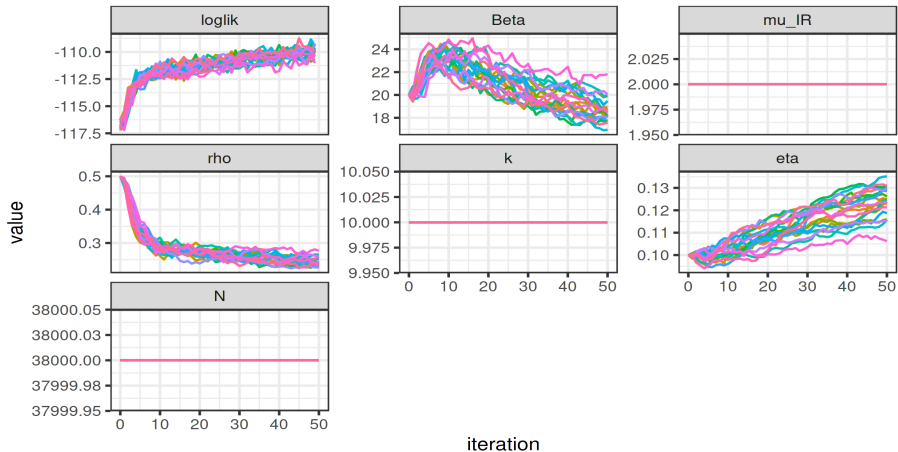 loglik
Beta
mu_IR
-110.0
-112.5
-115.0
-117.5
24
22
20
18
2.025
2.000
1.975
1.950
rho
k
eta
0.5
0.4
0.3
10.050
10.025
10.000
9.975
9.950
0.13
0.12
0.11
0.10
0 10 20 30 40 50
0 10 20 30 40 50
N
38000.05
38000.03
38000.00
37999.98
37999.95
0 10 20 30 40 50
value
iteration